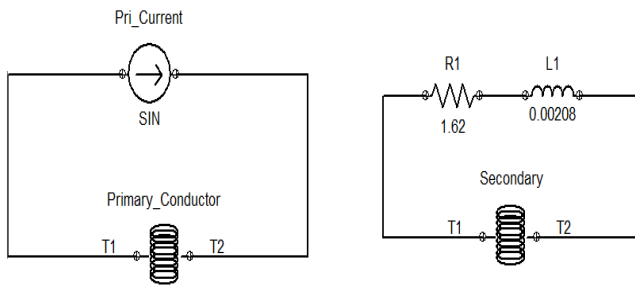 Pri_Current
SIN
Primary_Conductor
T1 T2
R1 L1
1.62 0.00208
Secondary
T1 T2